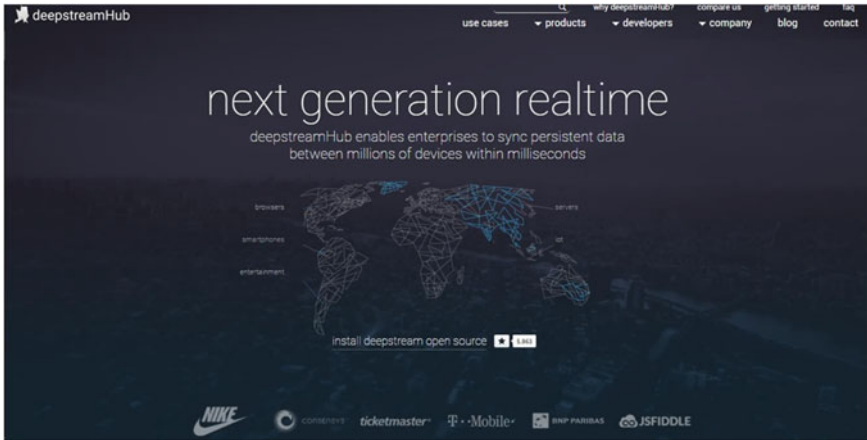 deepstreamHub
why deepstreamHub? compare us getting started faq
use cases products developers company blog contact
next generation realtime
deepstreamHub enables enterprises to sync persistent data
between millions of devices within milliseconds
browsers servers
smartphones iot
entertainment
install deepstream open source
NIKE consensys ticketmaster T··Mobile· BNP PARIBAS JSFIDDLE